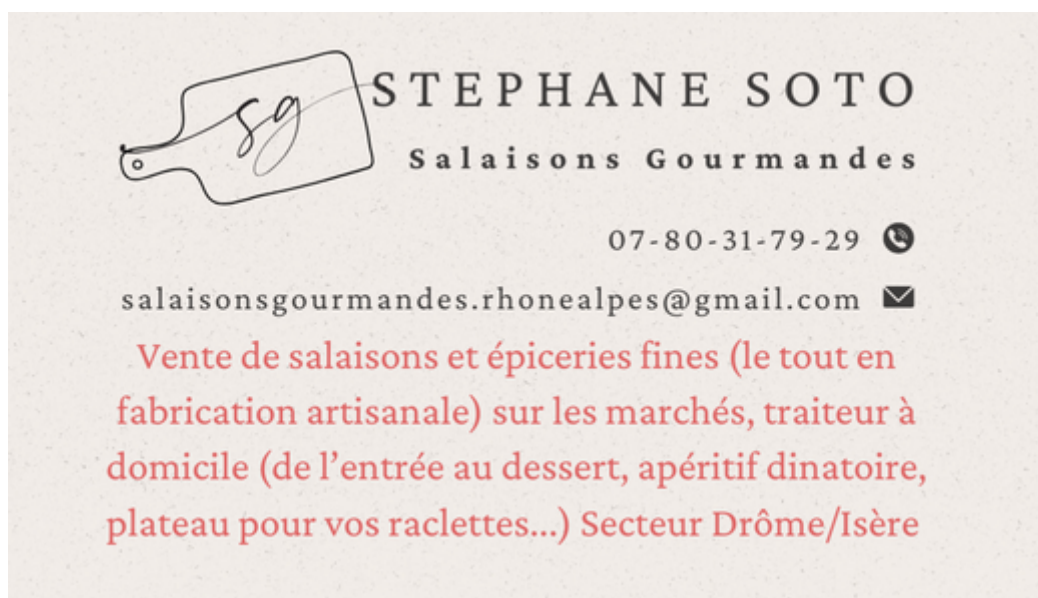 sg
STEPHANE SOTO
Salaisons Gourmandes
07-80-31-79-29
salaisonsgourmandes.rhonealpes@gmail.com
Vente de salaisons et épiceries fines (le tout en
fabrication artisanale) sur les marchés, traiteur à
domicile (de l’entrée au dessert, apéritif dinatoire,
plateau pour vos raclettes...) Secteur Drôme/Isère